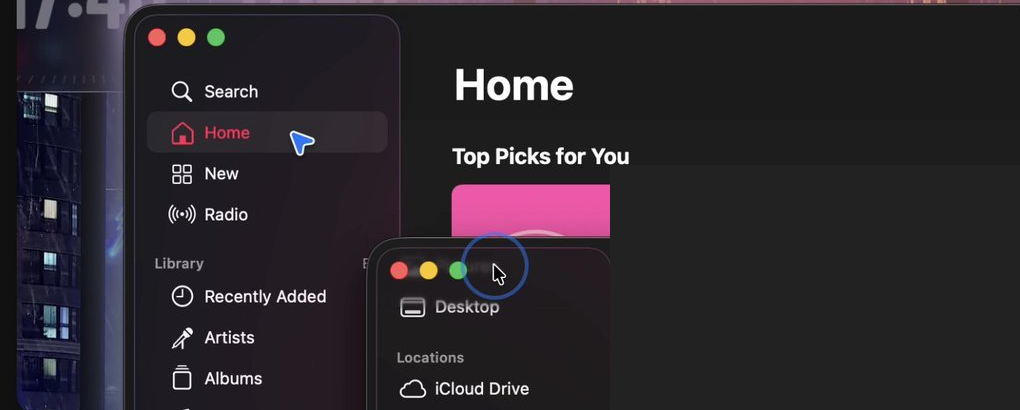 Search
Home
New
Radio
Library
Recently Added
Artists
Albums
Home
Top Picks for You
Desktop
Locations
iCloud Drive